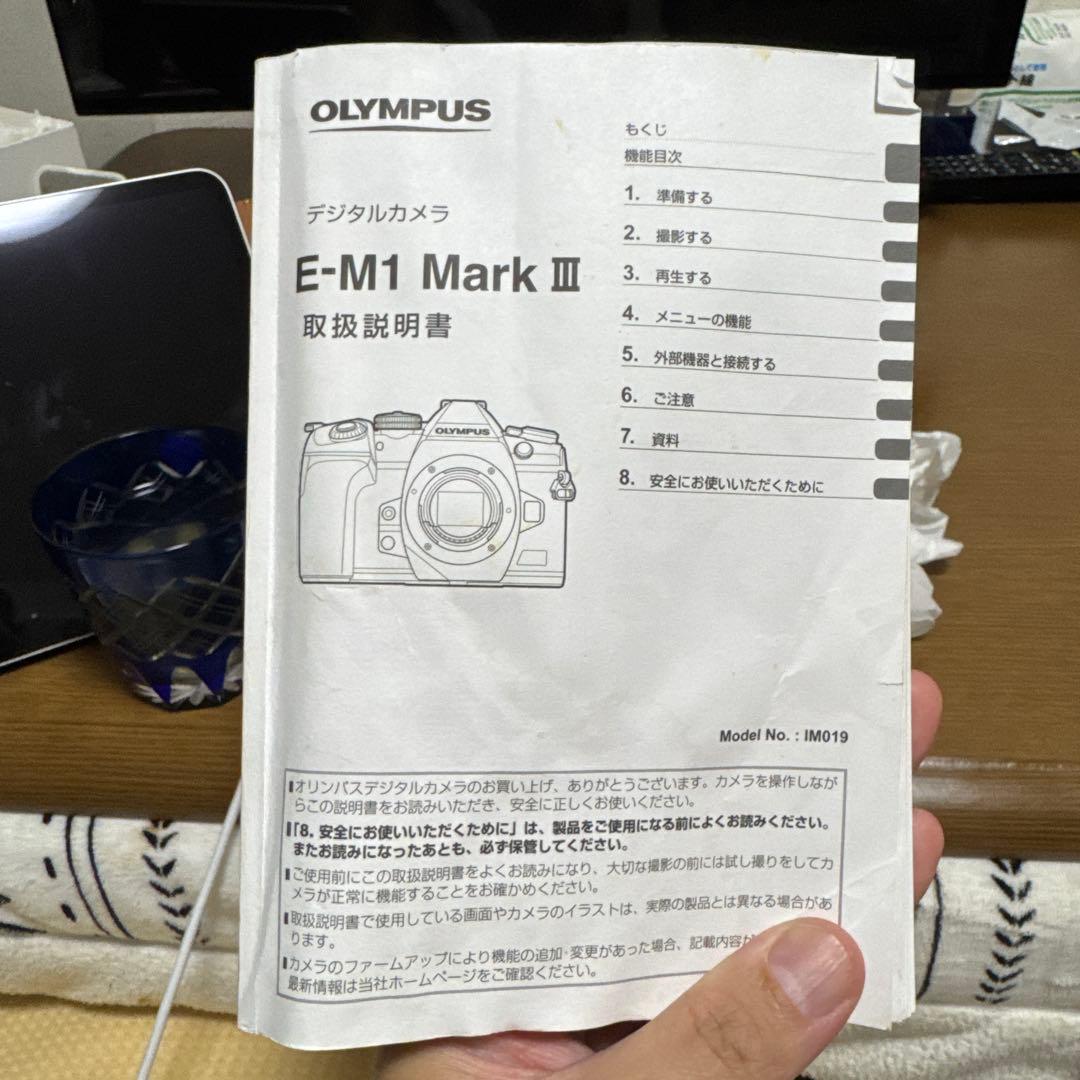 OLYMPUS
デジタルカメラ
E-M1 Mark III
取扱説明書
OLYMPUS
もくじ
機能目次
1. 準備する
2. 撮影する
3. 再生する
4. メニューの機能
5. 外部機器と接続する
6. ご注意
7. 資料
8. 安全にお使いいただくために
Model No. : IM019
オリンパスデジタルカメラのお買い上げ、ありがとうございます。カメラを操作しなが
らこの説明書をお読みいただき、安全に正しくお使いください。
「8. 安全にお使いいただくために」は、製品をご使用になる前によくお読みください。
またお読みになったあとも、必ず保管してください。
ご使用前にこの取扱説明書をよくお読みになり、大切な撮影の前には試し撮りをしてカ
メラが正常に機能することをお確かめください。
取扱説明書で使用している画面やカメラのイラストは、実際の製品とは異なる場合があ
ります。
カメラのファームアップにより機能の追加・変更があった場合、記載内容が
最新情報は当社ホームページをご確認ください。